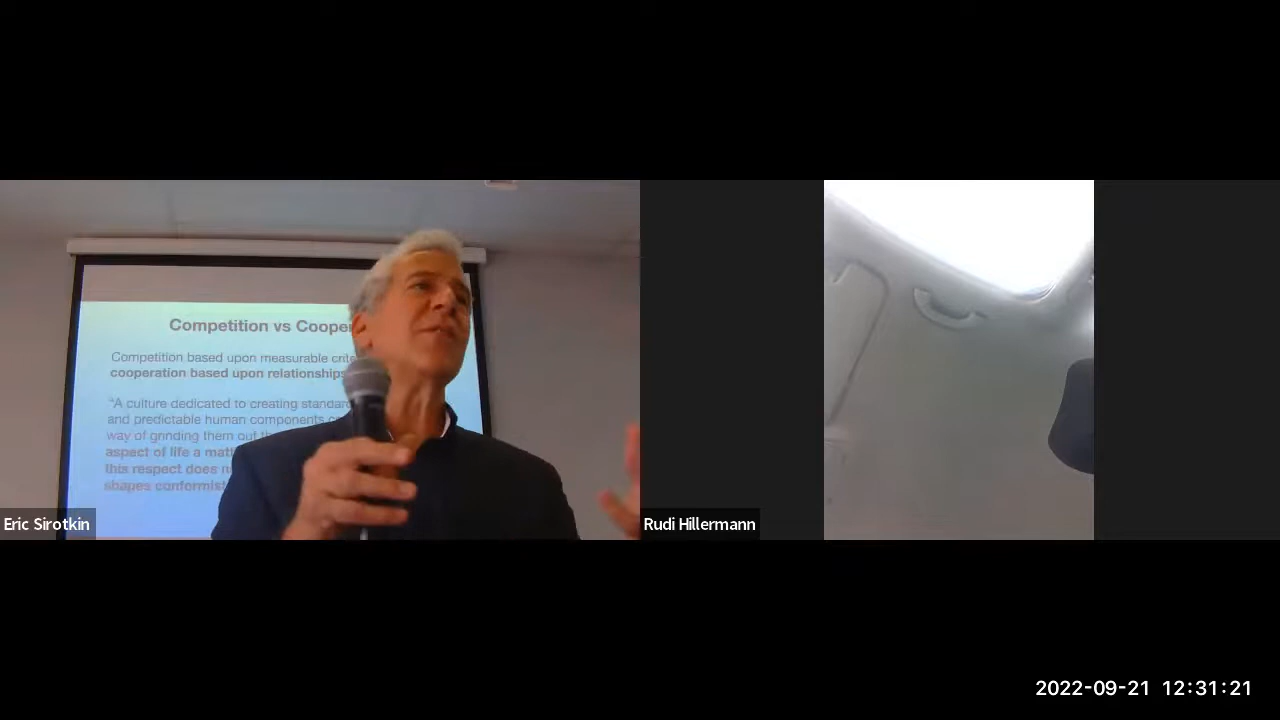 Competition vs Cooper
Competition based upon measurable crite
cooperation based upon relationships
"A culture dedicated to creating standard
and predictable human components
way of grinding them out
aspect of life a matt
this respect does
shapes conformist
Eric Sirotkin
Rudi Hillermann
2022-09-21 12:31:21